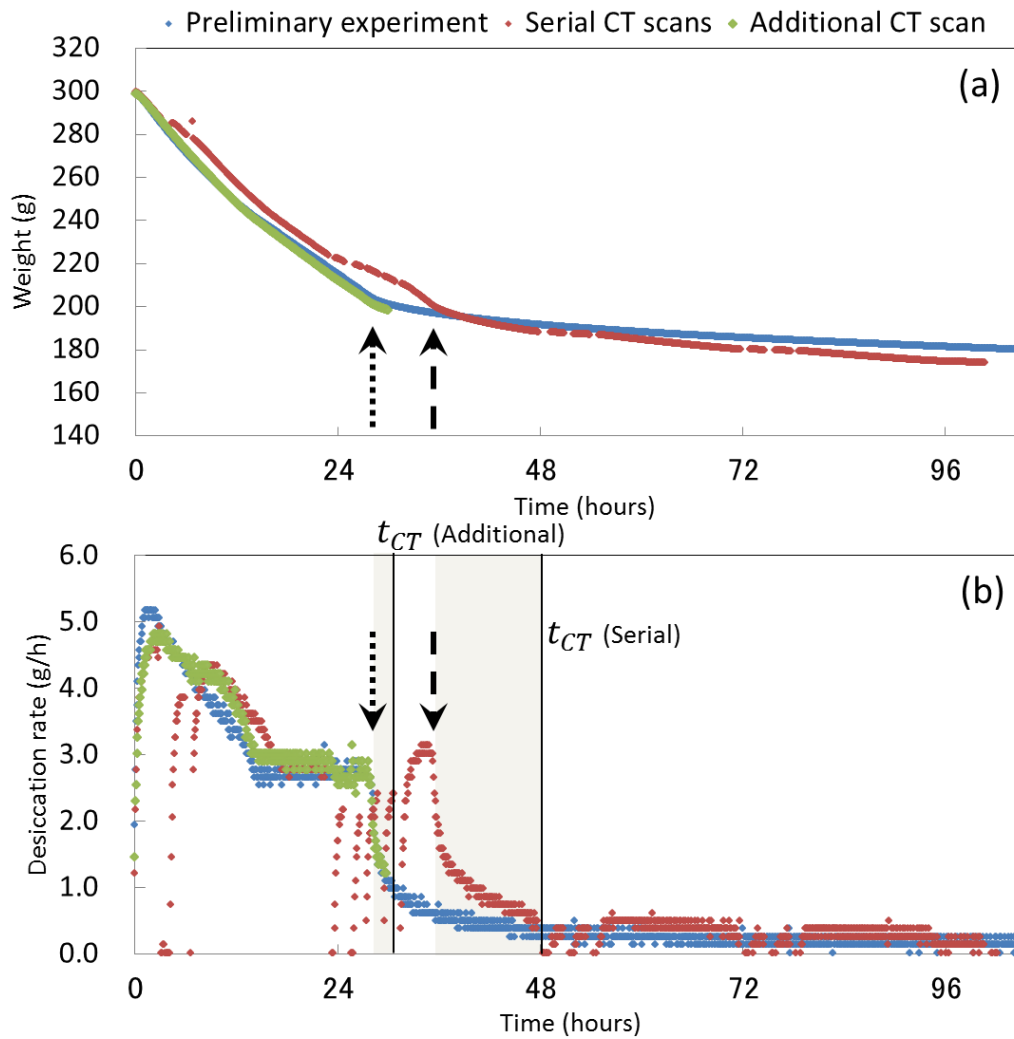 Preliminary experiment Serial CT scans Additional CT scan
(a)
Weight (g)
320
300
280
260
240
220
200
180
160
140
0 24 48 72 96
Time (hours)
t_CT (Additional)
(b)
t_CT (Serial)
Desiccation rate (g/h)
6.0
5.0
4.0
3.0
2.0
1.0
0.0
0 24 48 72 96
Time (hours)